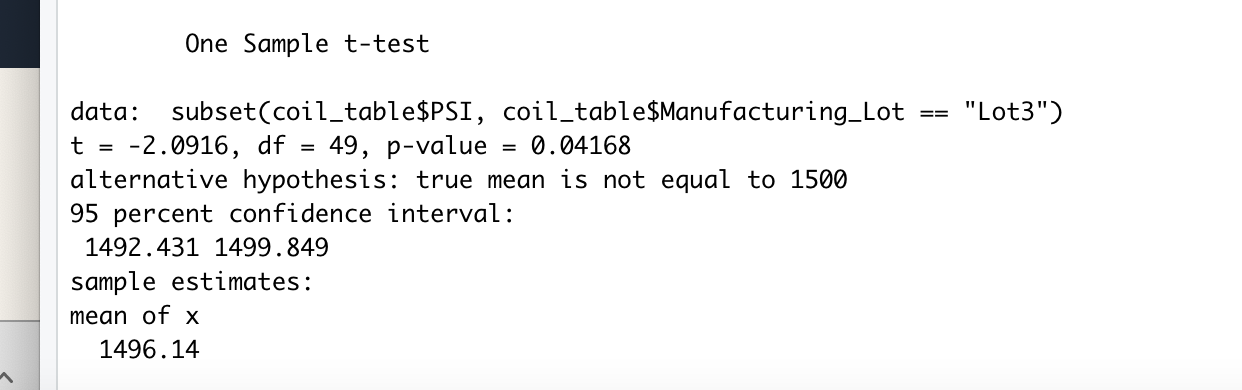 One Sample t-test
data:  subset(coil_table$PSI, coil_table$Manufacturing_Lot == "Lot3")
t = -2.0916, df = 49, p-value = 0.04168
alternative hypothesis: true mean is not equal to 1500
95 percent confidence interval:
1492.431 1499.849
sample estimates:
mean of x
1496.14